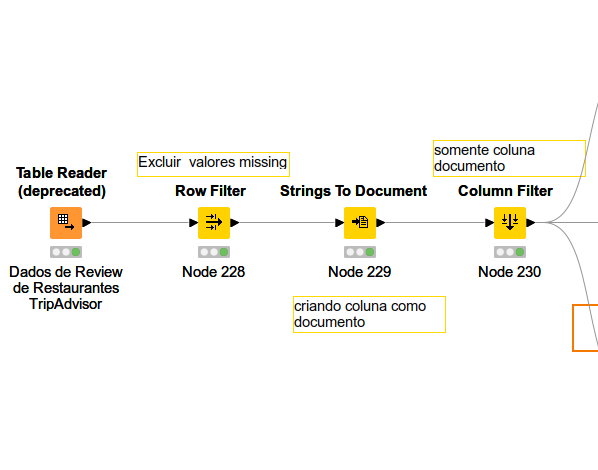 somente coluna
documento
Excluir  valores missing
Table Reader
(deprecated)
Row Filter
Strings To Document
Column Filter
Dados de Review
de Restaurantes
TripAdvisor
Node 228
Node 229
Node 230
criando coluna como
documento